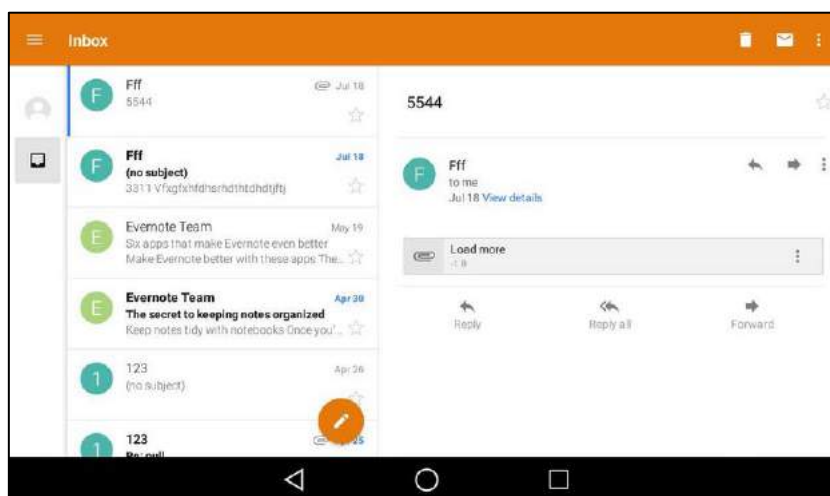 Inbox
F
Fff
Jul 18
5544
F
Fff
Jul 18
(no subject)
E
Evernote Team
May 19
Six apps that make Evernote even better
Make Evernote better with these apps The...
E
Evernote Team
Apr 30
The secret to keeping notes organized
Keep notes tidy with notebooks Once you'...
1
123
Apr 26
(no subject)
1
123
25
5544
F
Fff
to me
Jul 18 View details
Load more
Reply
Reply all
Forward